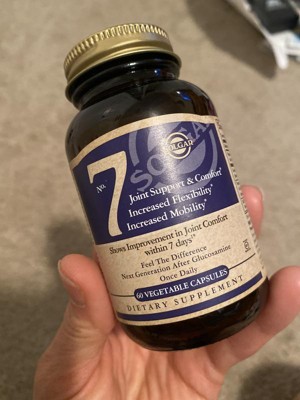 SOLGAR
No. 7
Joint Support & Comfort*
Increased Flexibility*
Increased Mobility*
Shows Improvement in Joint Comfort
within 7 days¹*
Feel The Difference
Next Generation After Glucosamine
Once Daily
60 VEGETABLE CAPSULES
DIETARY SUPPLEMENT